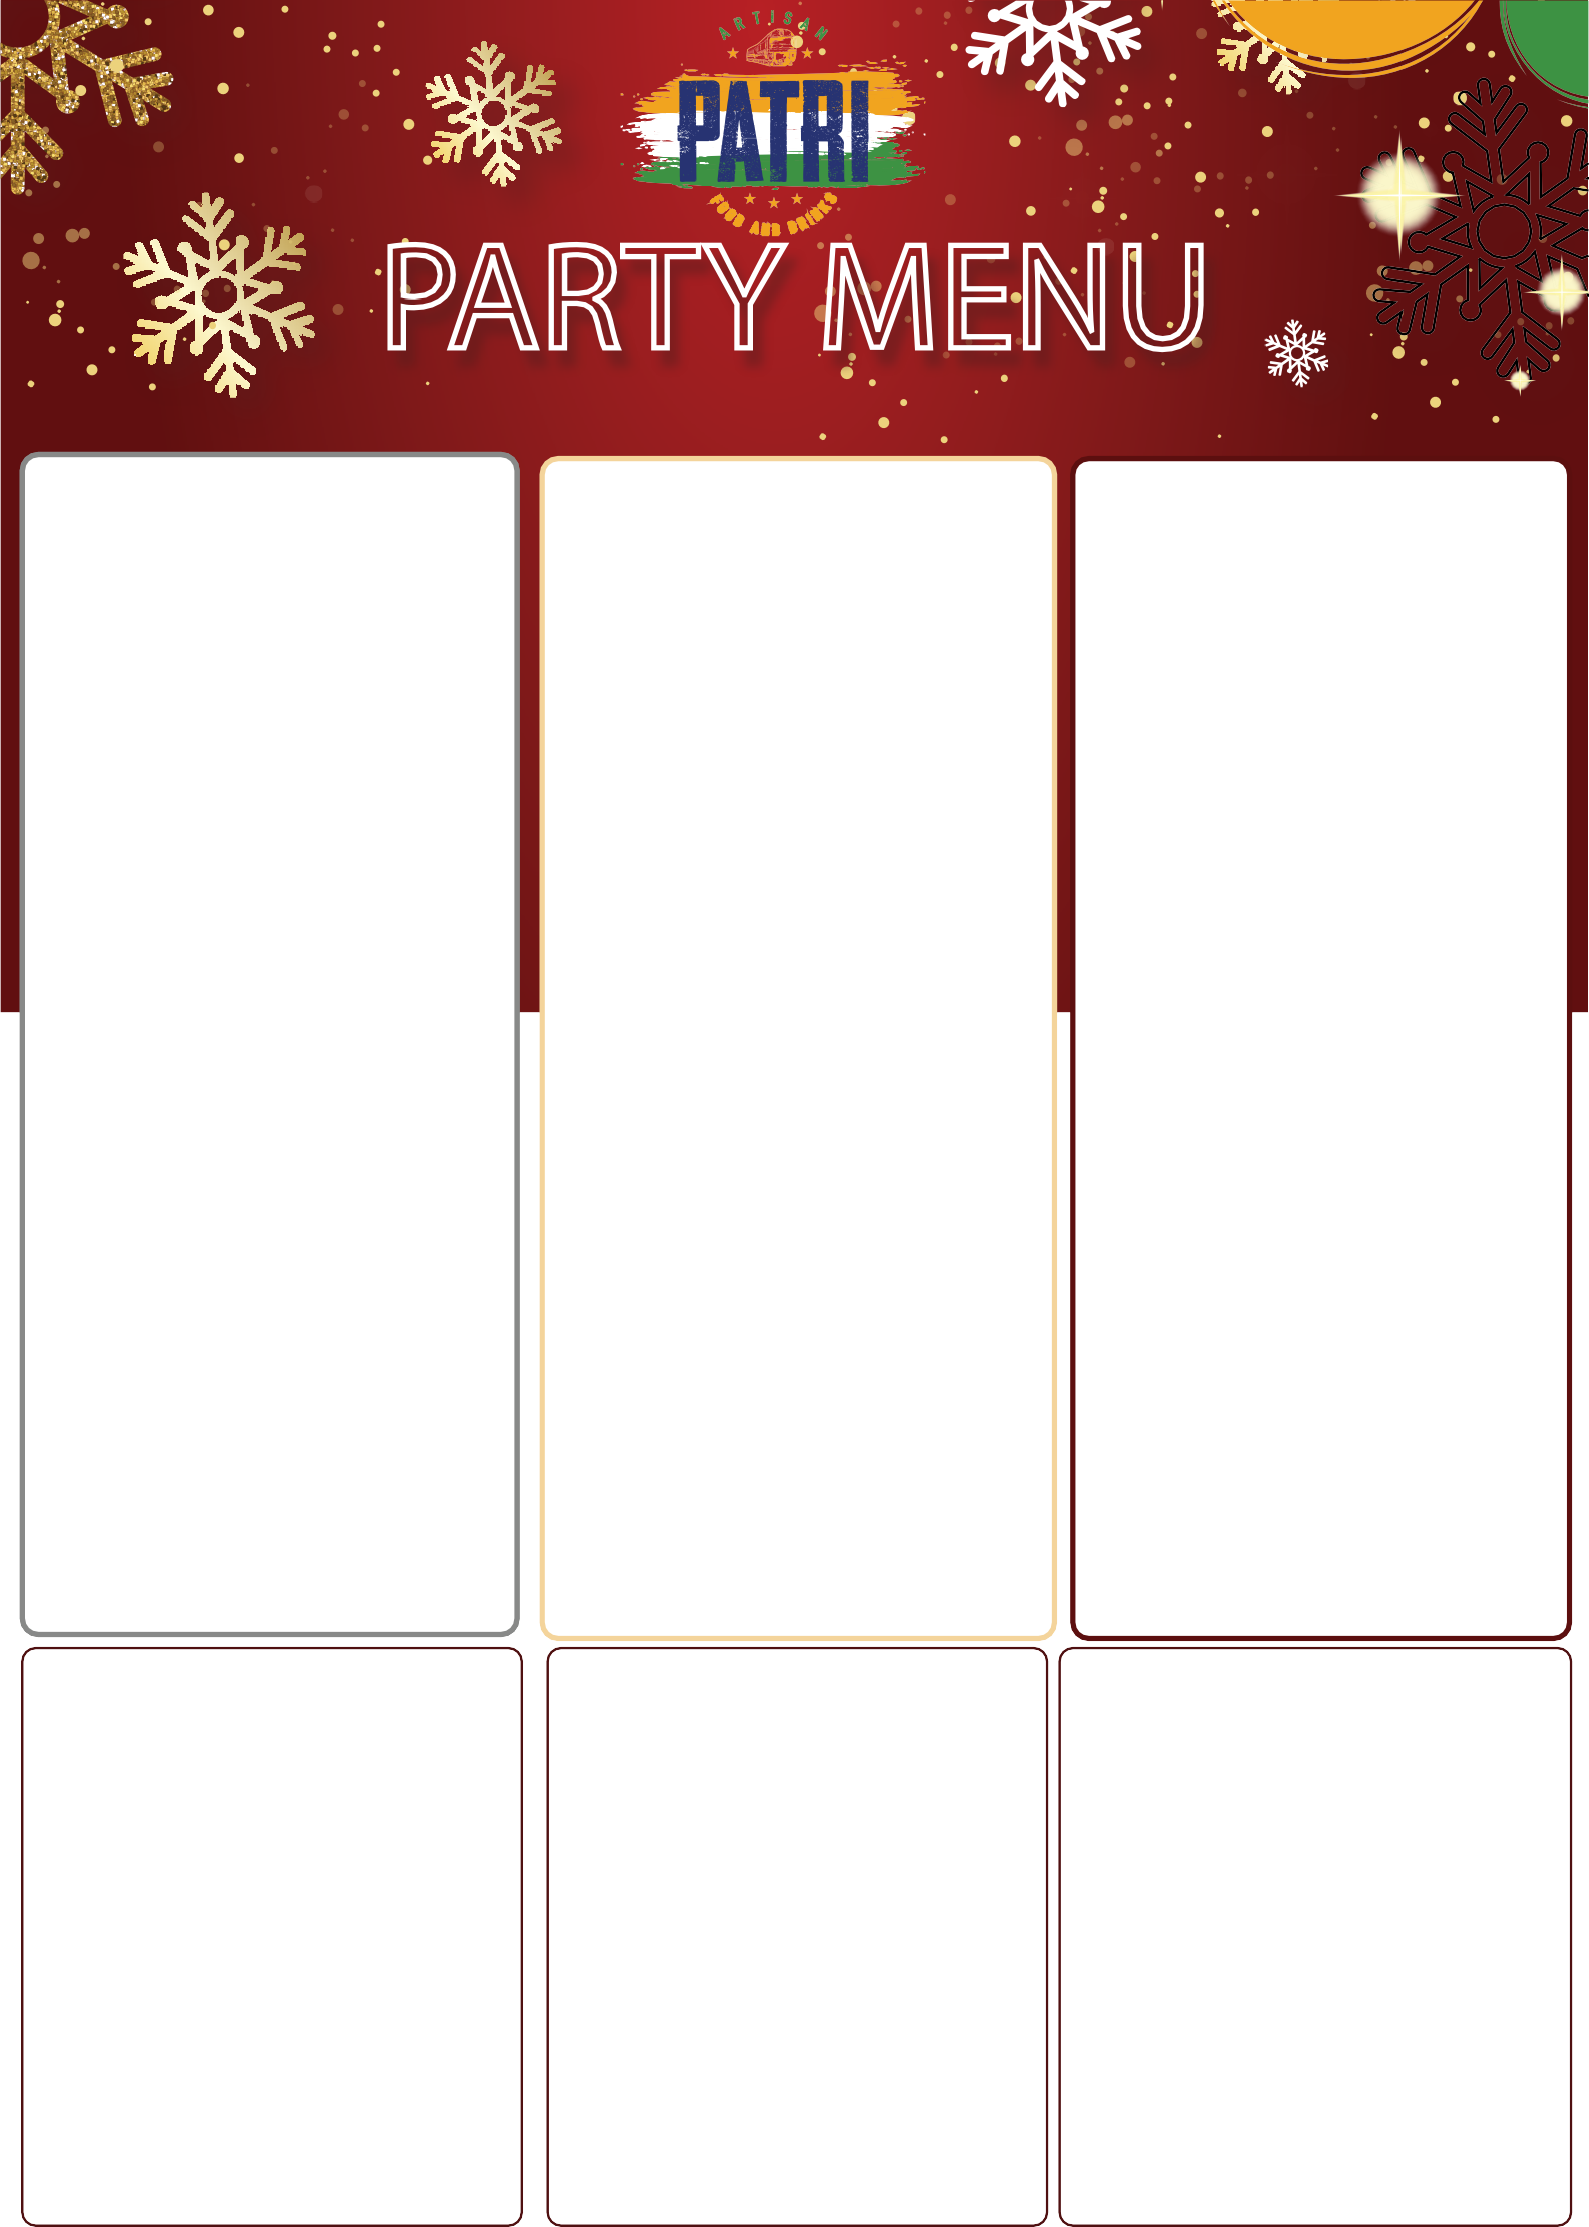 ARTISAN
PATRI
FOOD AND DRINKS
PARTY MENU